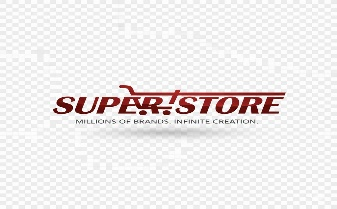 SUPER STORE
MILLIONS OF BRANDS. INFINITE CREATION.